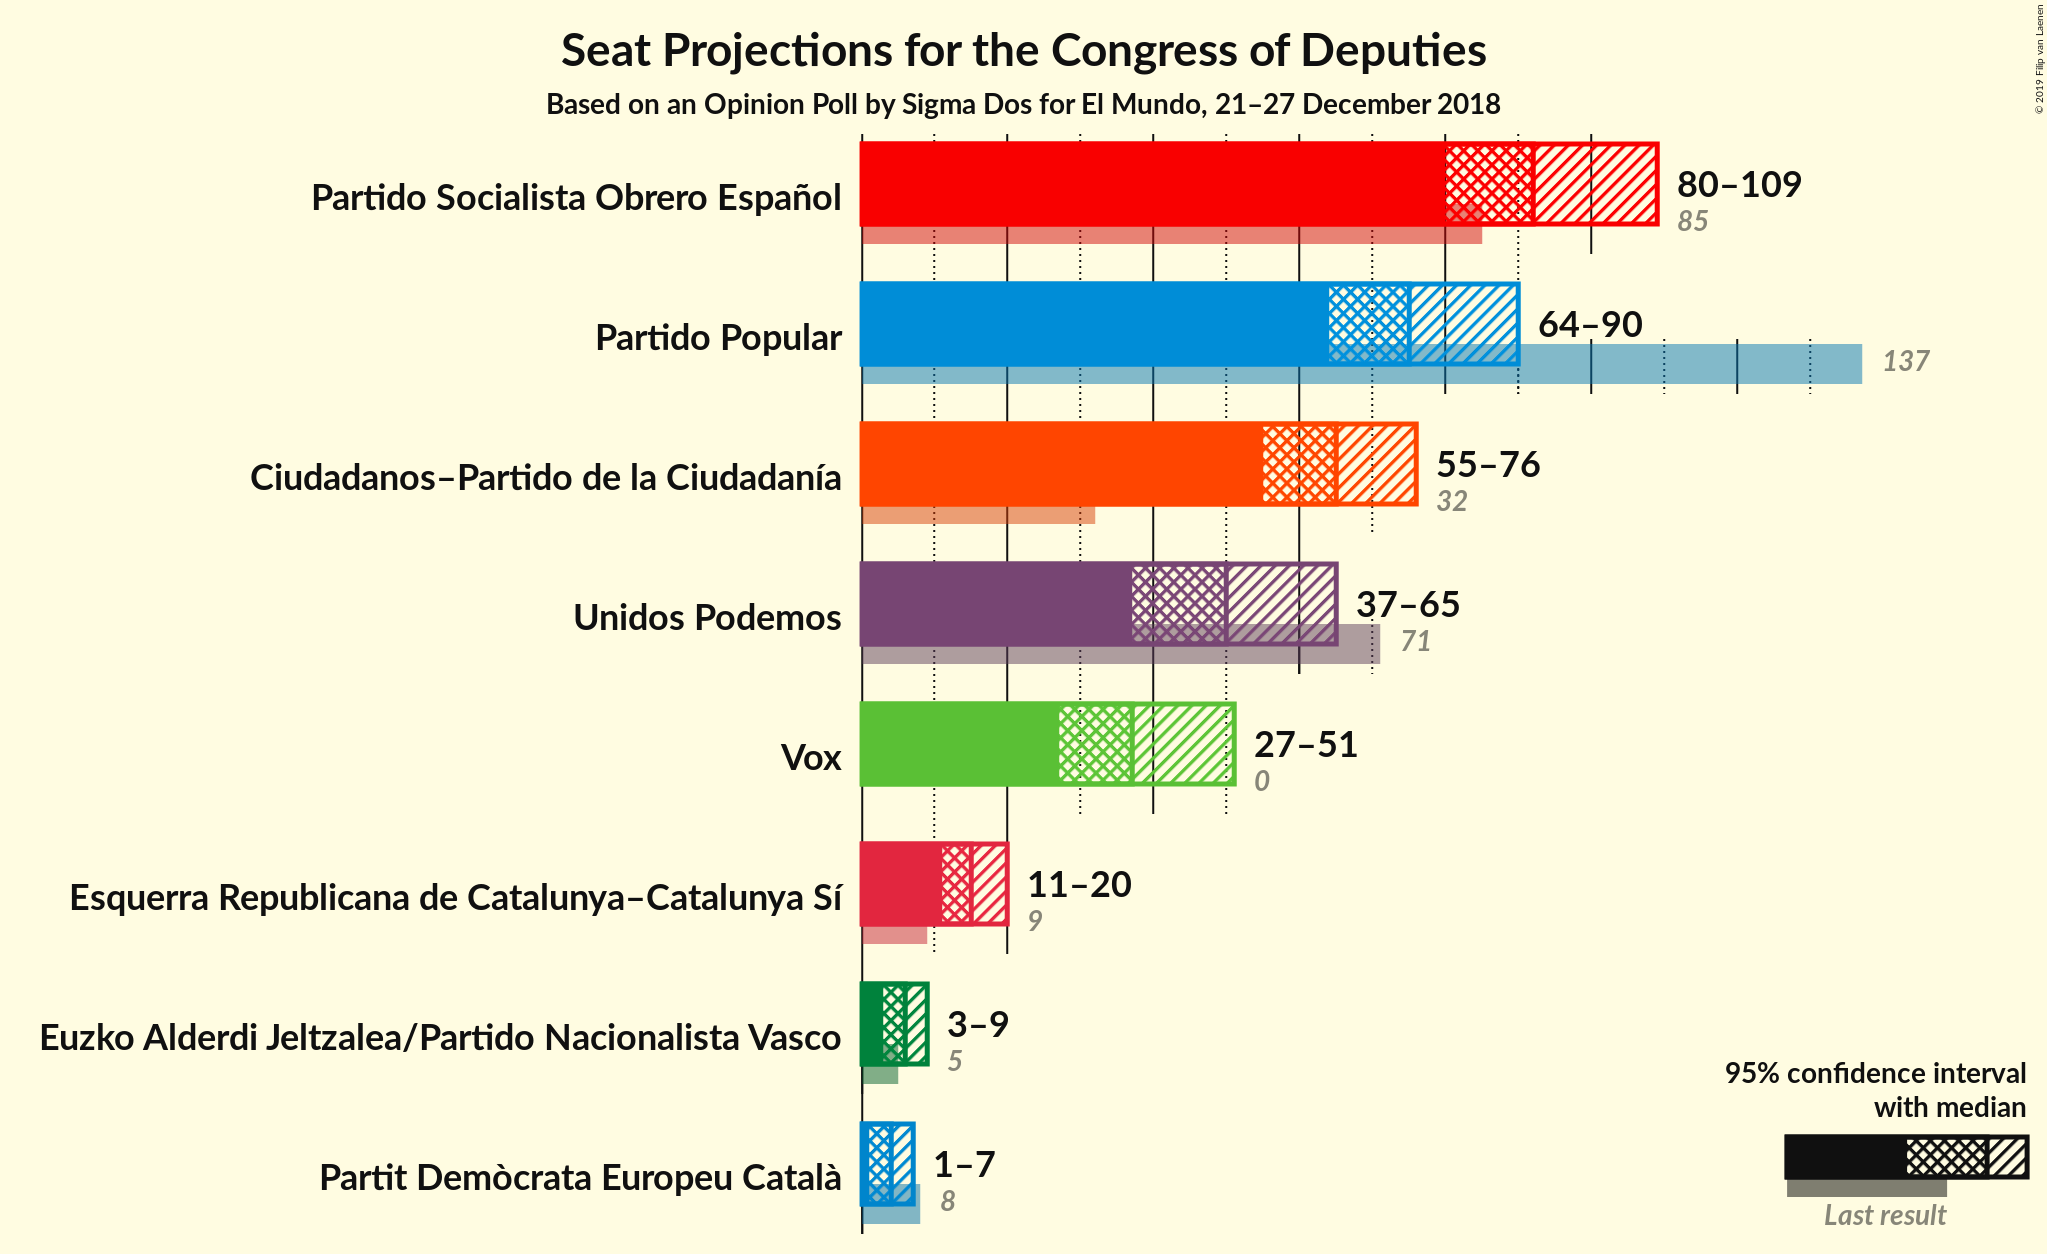 Seat Projections for the Congress of Deputies
Based on an Opinion Poll by Sigma Dos for El Mundo, 21–27 December 2018
© 2019 Filip van Laenen
Partido Socialista Obrero Español
80–109
85
Partido Popular
64–90
137
Ciudadanos–Partido de la Ciudadanía
55–76
32
Unidos Podemos
37–65
71
Vox
27–51
0
Esquerra Republicana de Catalunya–Catalunya Sí
11–20
9
Euzko Alderdi Jeltzalea/Partido Nacionalista Vasco
3–9
5
Partit Demòcrata Europeu Català
1–7
8
95% confidence interval
with median
Last result